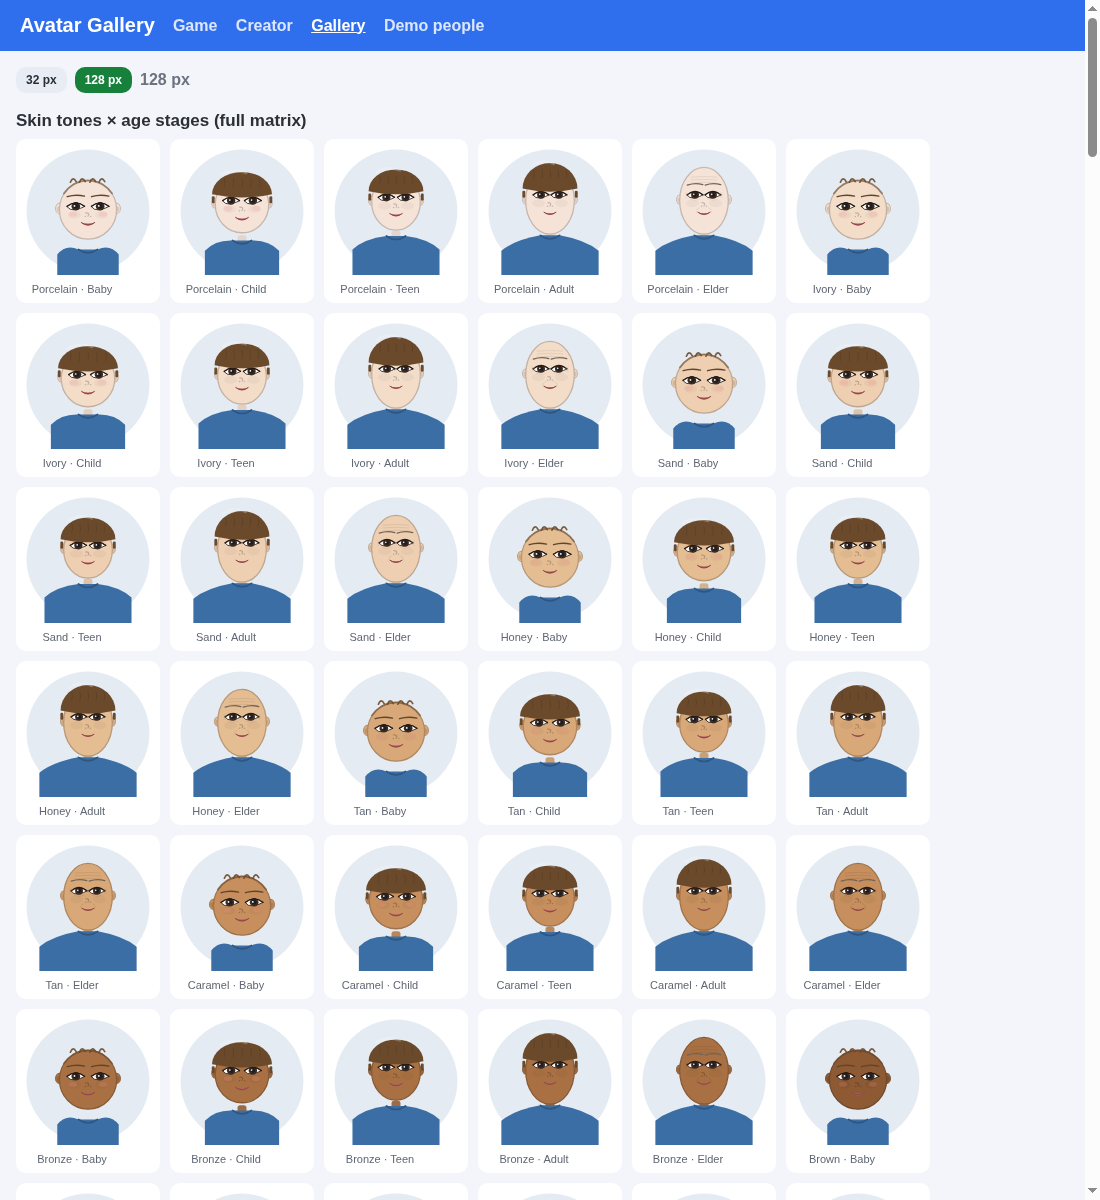 Avatar Gallery Game Creator Gallery Demo people
32 px 128 px 128 px
Skin tones × age stages (full matrix)
Porcelain · Baby Porcelain · Child Porcelain · Teen Porcelain · Adult Porcelain · Elder Ivory · Baby
Ivory · Child Ivory · Teen Ivory · Adult Ivory · Elder Sand · Baby Sand · Child
Sand · Teen Sand · Adult Sand · Elder Honey · Baby Honey · Child Honey · Teen
Honey · Adult Honey · Elder Tan · Baby Tan · Child Tan · Teen Tan · Adult
Tan · Elder Caramel · Baby Caramel · Child Caramel · Teen Caramel · Adult Caramel · Elder
Bronze · Baby Bronze · Child Bronze · Teen Bronze · Adult Bronze · Elder Brown · Baby